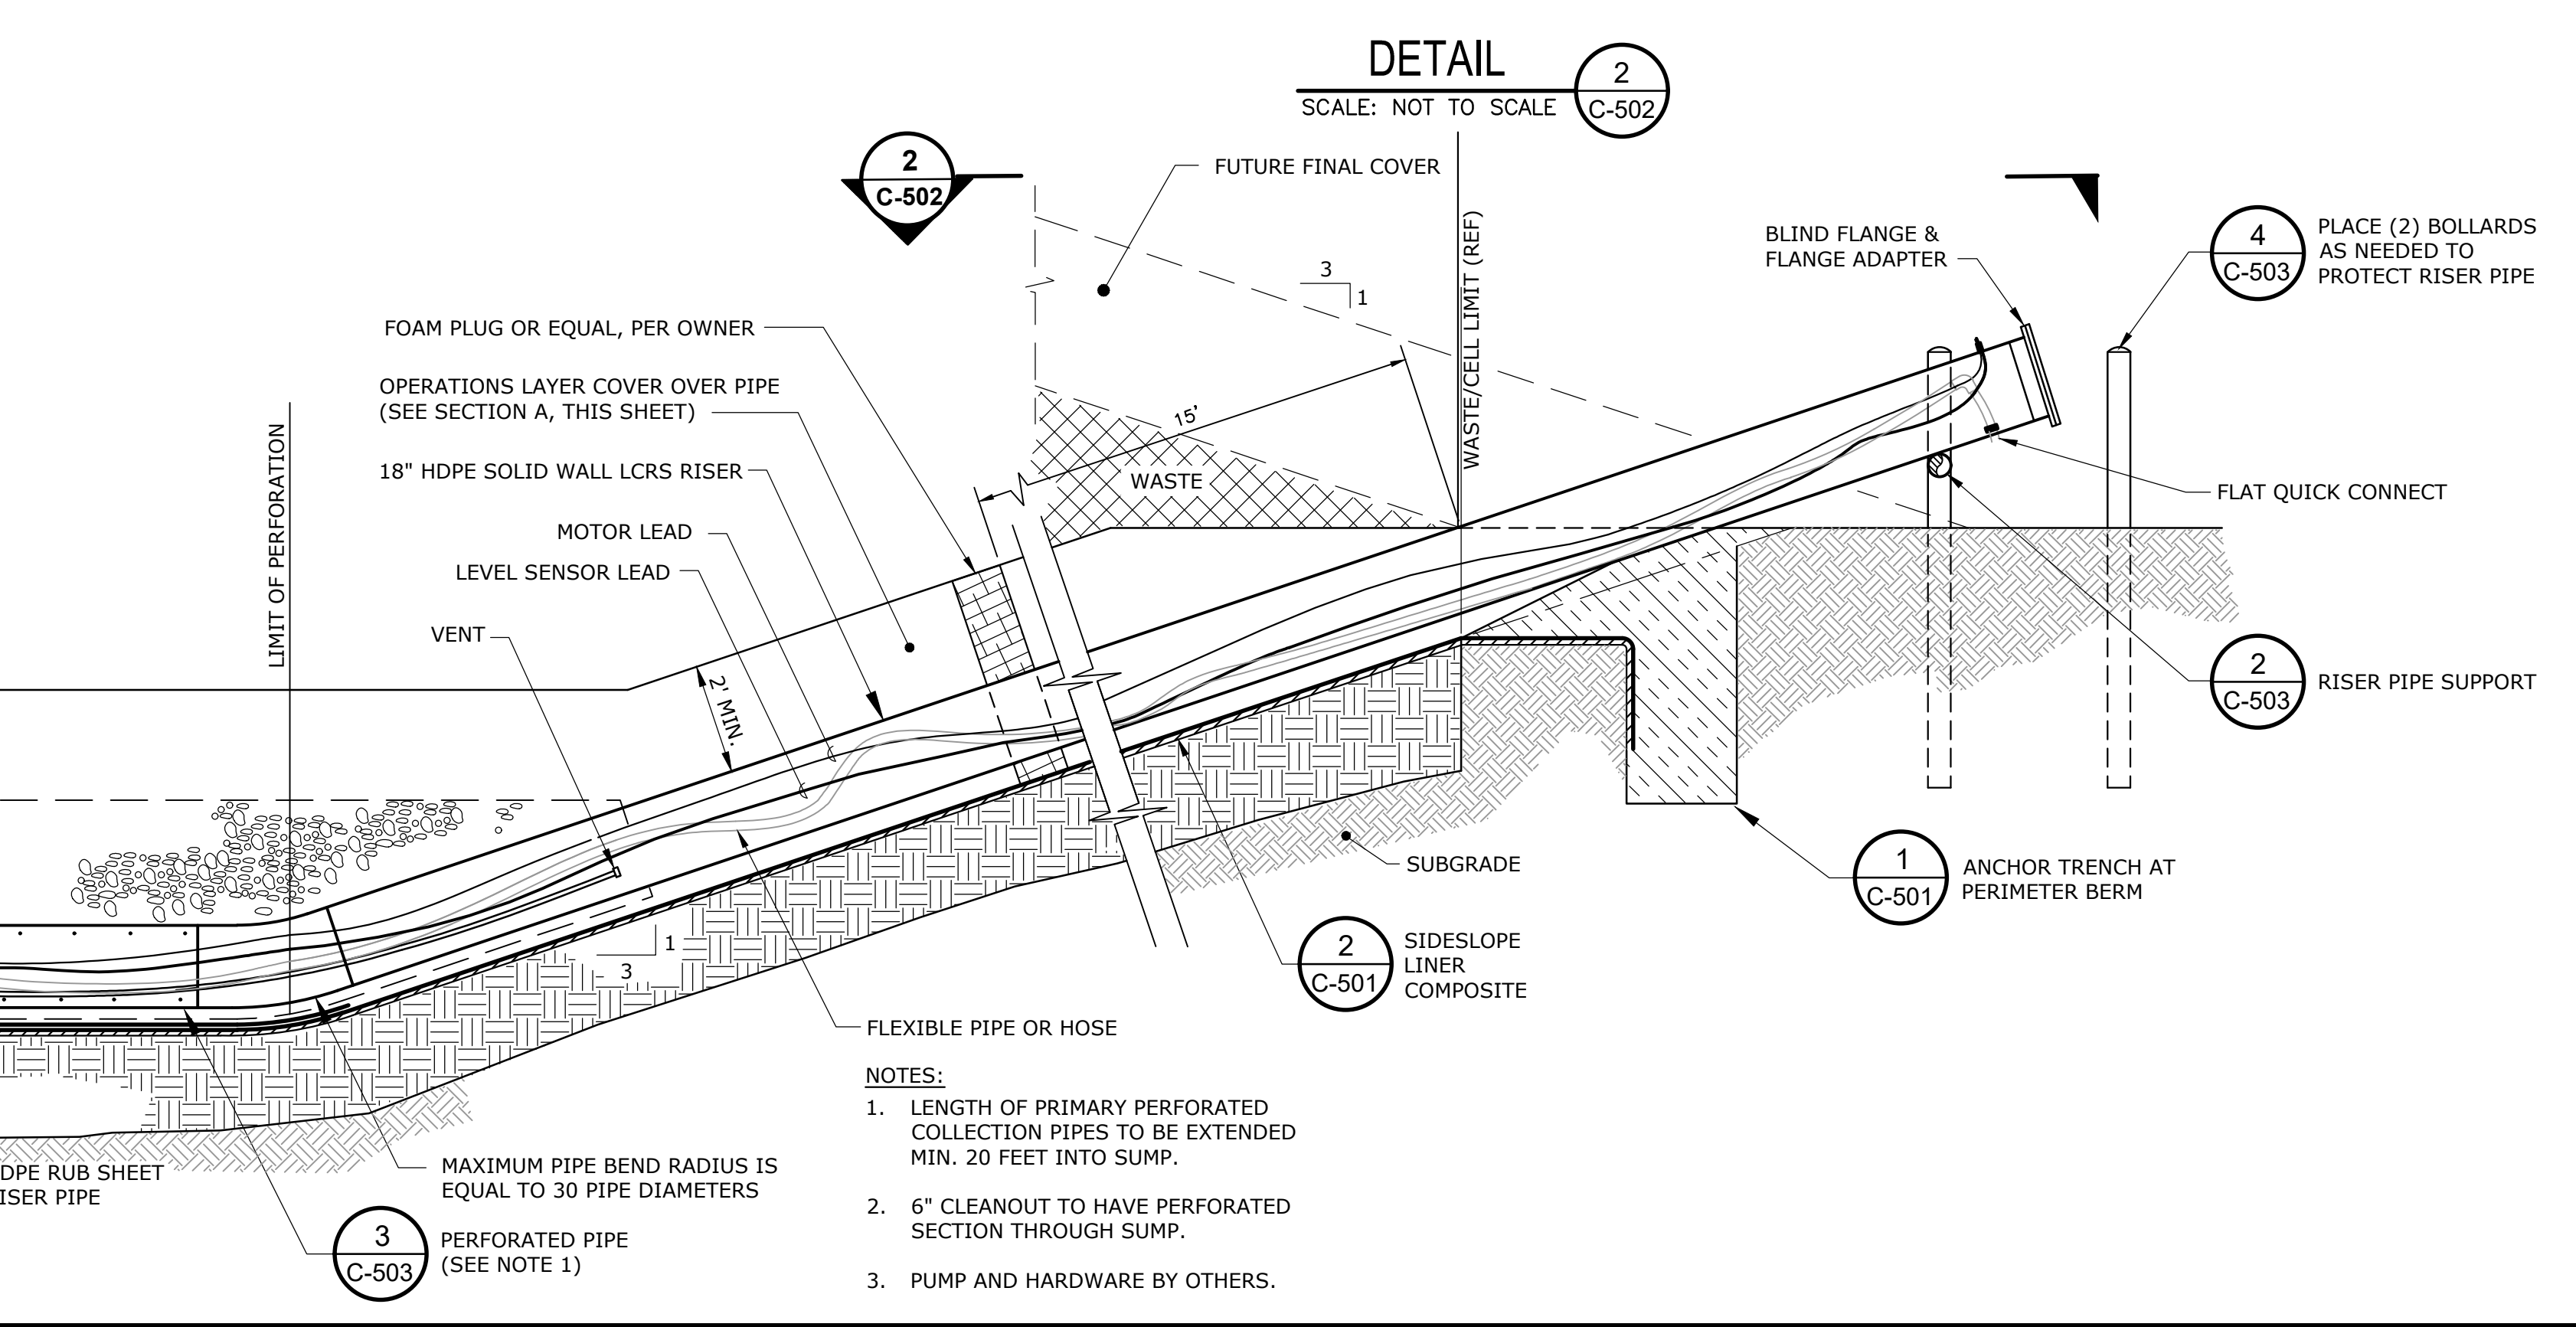 DETAIL
SCALE: NOT TO SCALE
2
C-502
2
C-502
FUTURE FINAL COVER
3
1
WASTE/CELL LIMIT (REF)
BLIND FLANGE &
FLANGE ADAPTER
4
C-503
PLACE (2) BOLLARDS
AS NEEDED TO
PROTECT RISER PIPE
FOAM PLUG OR EQUAL, PER OWNER
OPERATIONS LAYER COVER OVER PIPE
(SEE SECTION A, THIS SHEET)
15'
18" HDPE SOLID WALL LCRS RISER
WASTE
FLAT QUICK CONNECT
MOTOR LEAD
LEVEL SENSOR LEAD
LIMIT OF PERFORATION
VENT
2' MIN.
2
C-503
RISER PIPE SUPPORT
SUBGRADE
1
C-501
ANCHOR TRENCH AT
PERIMETER BERM
1
3
2
C-501
SIDESLOPE
LINER
COMPOSITE
FLEXIBLE PIPE OR HOSE
DPE RUB SHEET
ISER PIPE
MAXIMUM PIPE BEND RADIUS IS
EQUAL TO 30 PIPE DIAMETERS
3
C-503
PERFORATED PIPE
(SEE NOTE 1)
NOTES:
1. LENGTH OF PRIMARY PERFORATED
COLLECTION PIPES TO BE EXTENDED
MIN. 20 FEET INTO SUMP.
2. 6" CLEANOUT TO HAVE PERFORATED
SECTION THROUGH SUMP.
3. PUMP AND HARDWARE BY OTHERS.